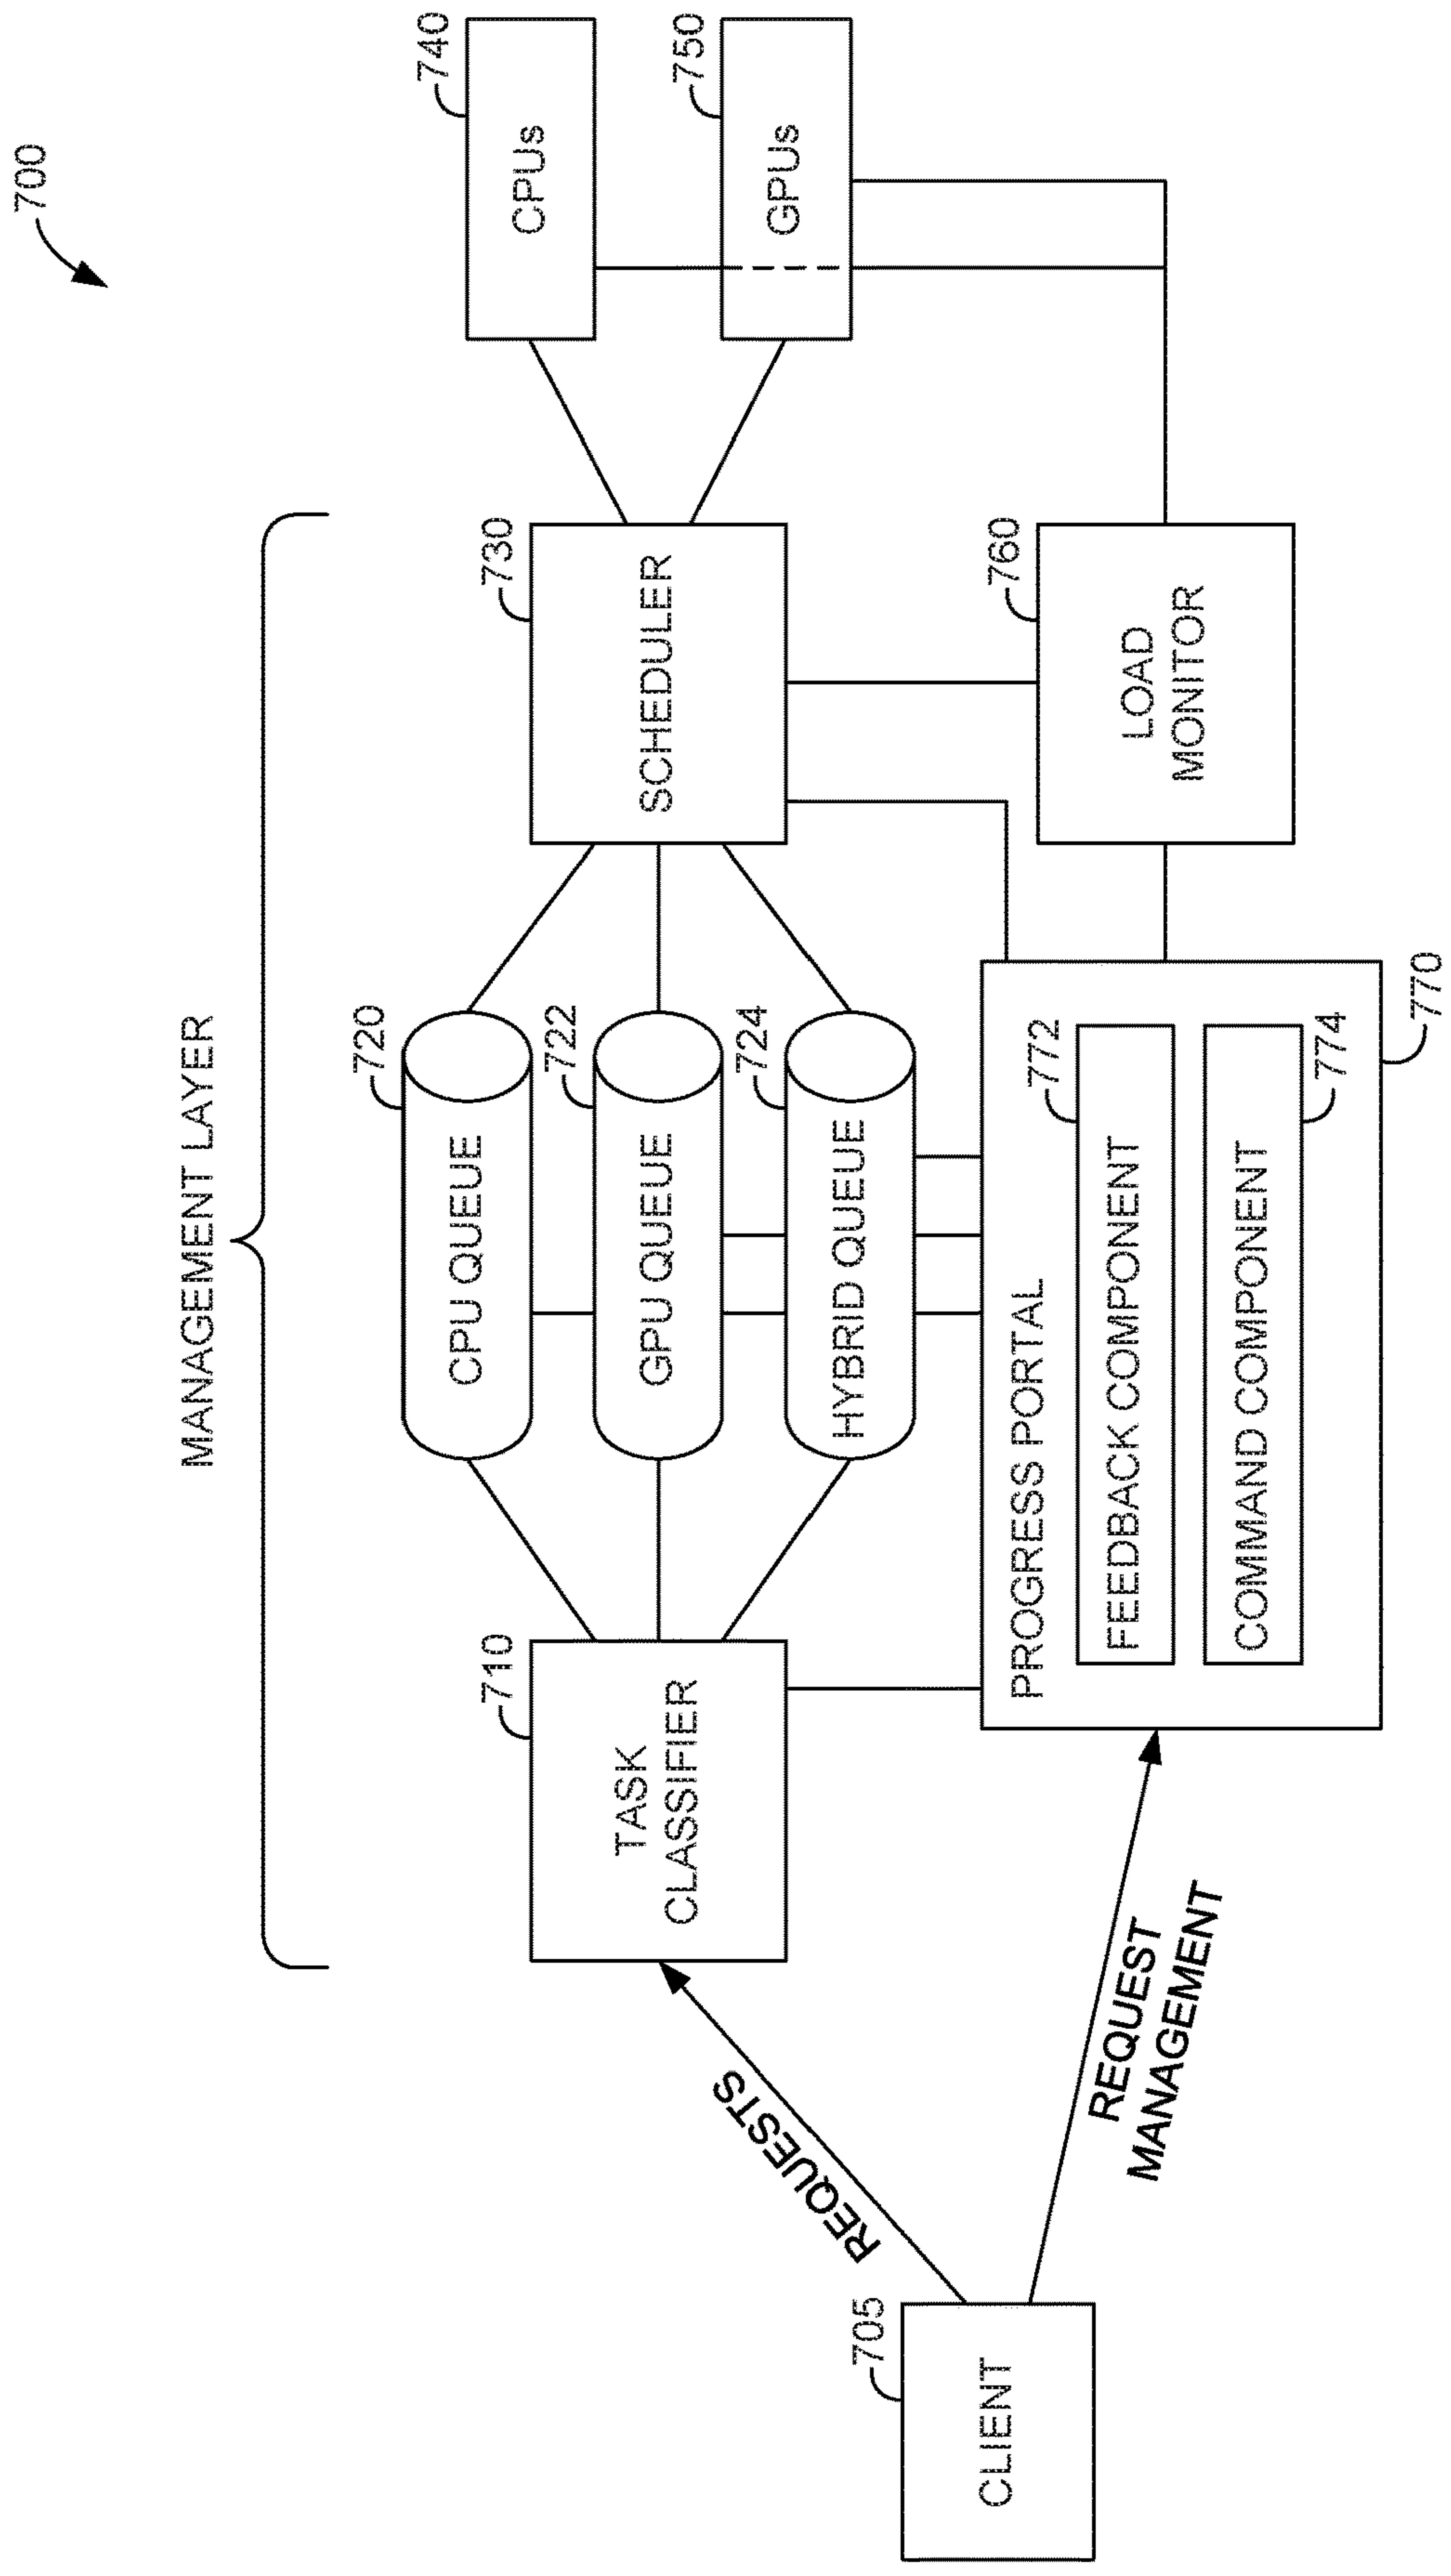 700
MANAGEMENT LAYER
705
CLIENT
REQUESTS
REQUEST
MANAGEMENT
710
TASK
CLASSIFIER
720
CPU QUEUE
722
GPU QUEUE
724
HYBRID QUEUE
730
SCHEDULER
740
CPUs
750
GPUs
760
LOAD
MONITOR
PROGRESS PORTAL
772
FEEDBACK COMPONENT
COMMAND COMPONENT
774
770